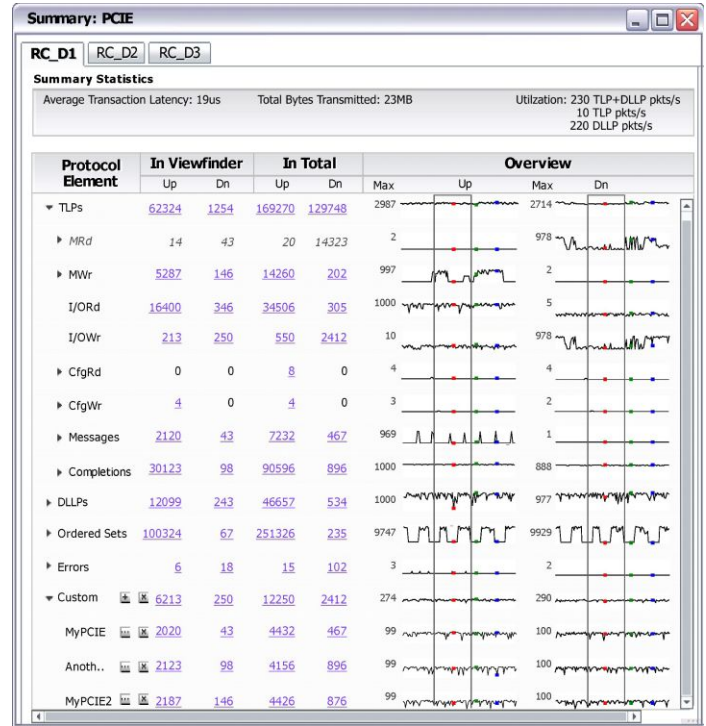 Summary: PCIE
RC_D1 RC_D2 RC_D3
Summary Statistics
Average Transaction Latency: 19us Total Bytes Transmitted: 23MB Utilzation: 230 TLP+DLLP pkts/s
10 TLP pkts/s
220 DLLP pkts/s
Protocol Element In Viewfinder In Total Overview
Up Dn Up Dn Max Up Max Dn
TLPs 62324 1254 169270 129748 2987 2714
MRd 14 43 20 14323 2 978
MWr 5287 146 14260 202 997 2
I/ORd 16400 346 34506 305 1000 5
I/OWr 213 250 550 2412 10 978
CfgRd 0 0 8 0 4 4
CfgWr 4 0 4 0 3 2
Messages 2120 43 7232 467 969 1
Completions 30123 98 90596 896 1000 888
DLLPs 12099 243 46657 534 1000 977
Ordered Sets 100324 67 251326 235 9747 9929
Errors 6 18 15 102 3 2
Custom 6213 250 12250 2412 274 290
MyPCIE 2020 43 4432 467 99 100
Anoth.. 2123 98 4156 896 99 100
MyPCIE2 2187 146 4426 876 99 100